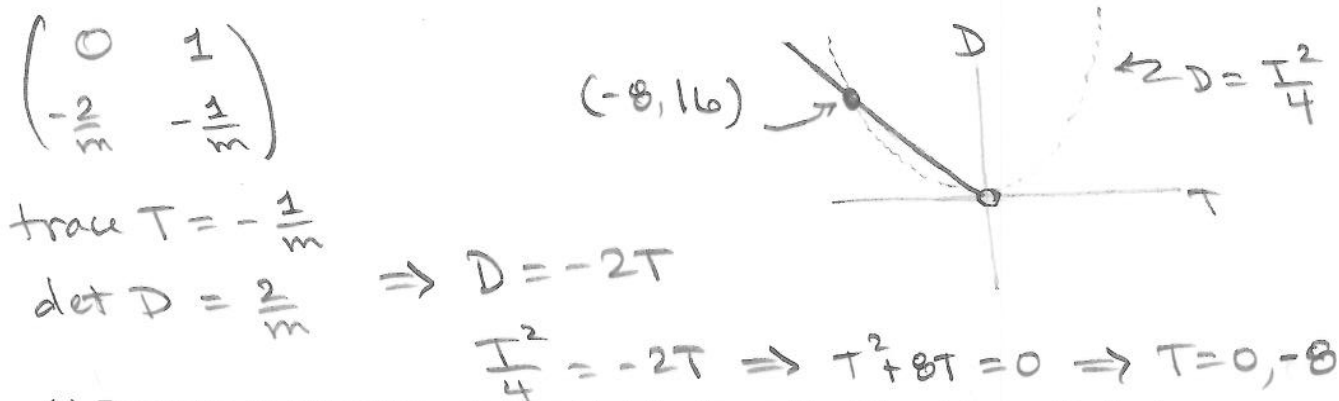 ( 0 1
-2/m -1/m )
D
D = T²/4
(-8, 16)
T
trace T = -1/m
det D = 2/m ⇒ D = -2T
T²/4 = -2T ⇒ T² + 8T = 0 ⇒ T = 0, -8